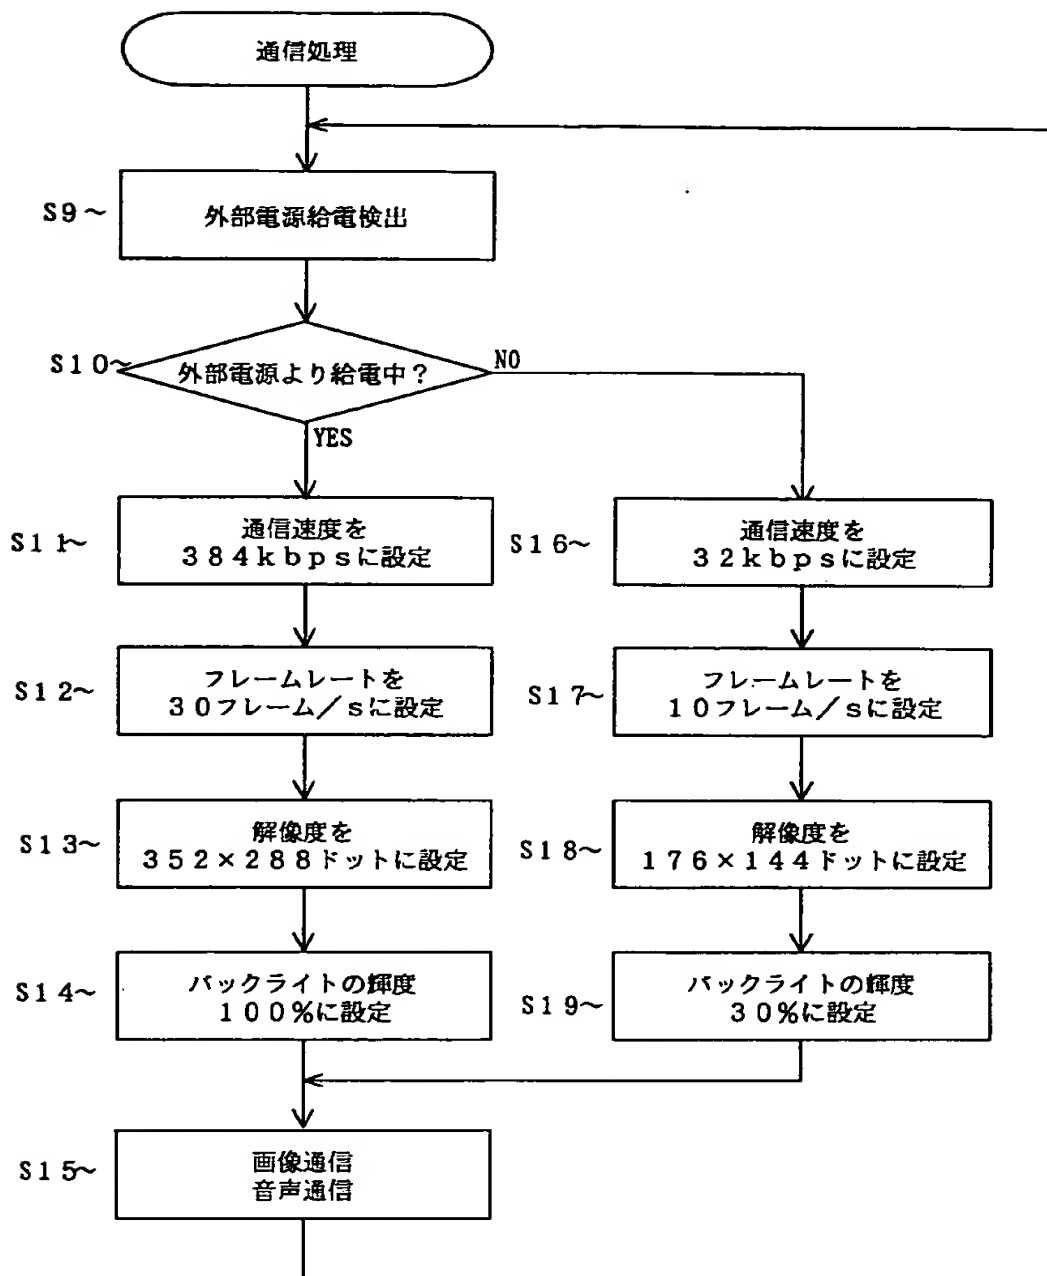 通信処理
S9~
外部電源給電検出
S10~
外部電源より給電中?
NO
YES
S11~
通信速度を
384kbpsに設定
S16~
通信速度を
32kbpsに設定
S12~
フレームレートを
30フレーム/sに設定
S17~
フレームレートを
10フレーム/sに設定
S13~
解像度を
352×288ドットに設定
S18~
解像度を
176×144ドットに設定
S14~
バックライトの輝度
100%に設定
S19~
バックライトの輝度
30%に設定
S15~
画像通信
音声通信